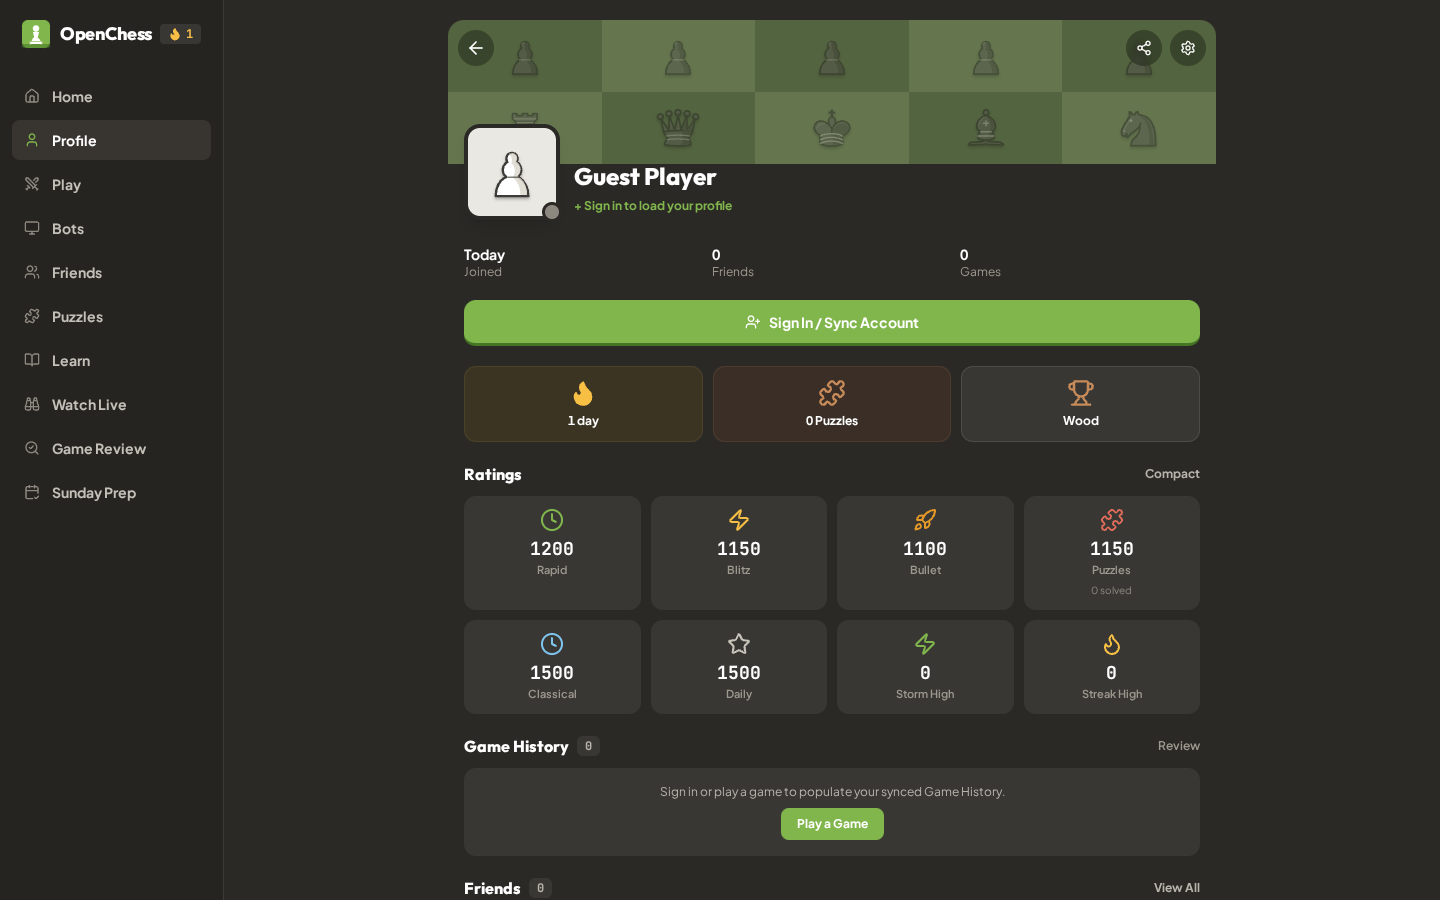 OpenChess 1
Home
Profile
Play
Bots
Friends
Puzzles
Learn
Watch Live
Game Review
Sunday Prep
Guest Player
+ Sign in to load your profile
Today 0 0
Joined Friends Games
Sign In / Sync Account
1 day 0 Puzzles Wood
Ratings Compact
1200 1150 1100 1150
Rapid Blitz Bullet Puzzles
0 solved
1500 1500 0 0
Classical Daily Storm High Streak High
Game History 0 Review
Sign in or play a game to populate your synced Game History.
Play a Game
Friends 0 View All